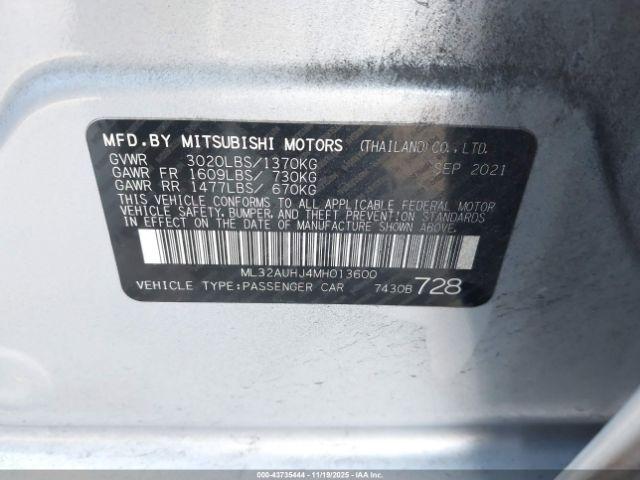 MFD.BY MITSUBISHI MOTORS (THAILAND)CO.,LTD.
GVWR 3020LBS/1370KG SEP 2021
GAWR FR 1609LBS/ 730KG
GAWR RR 1477LBS/ 670KG
THIS VEHICLE CONFORMS TO ALL APPLICABLE FEDERAL MOTOR
VEHICLE SAFETY, BUMPER, AND THEFT PREVENTION STANDARDS
IN EFFECT ON THE DATE OF MANUFACTURE SHOWN ABOVE.
ML32AUHJ4MH013600
VEHICLE TYPE:PASSENGER CAR 7430B 728
000-43735444 - 11/19/2025 - IAAI.COM